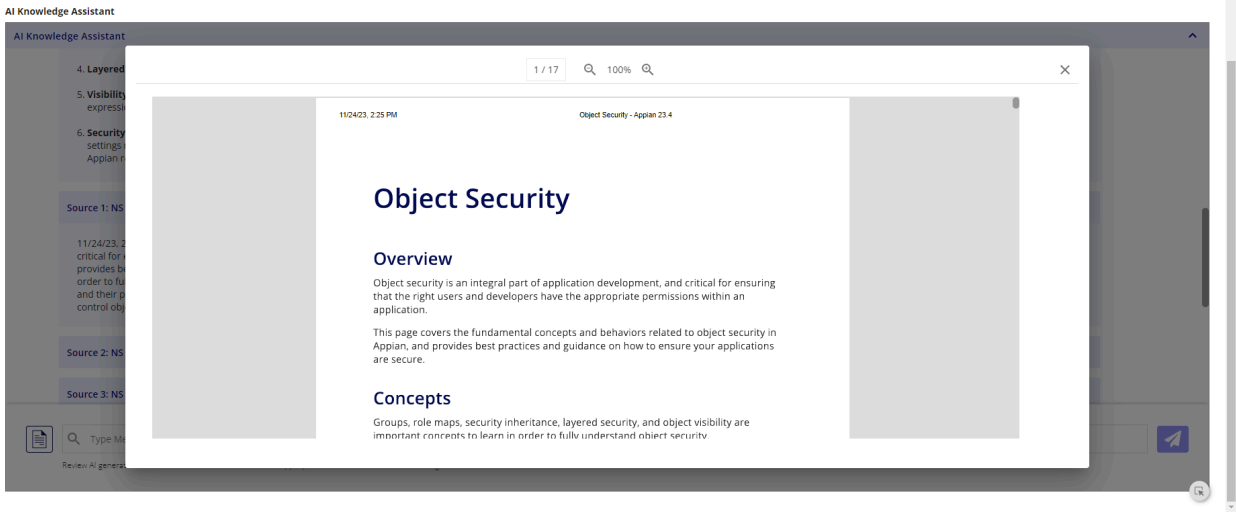 AI Knowledge Assistant
AI Knowledge Assistant
4. Layered
5. Visibility
expressi
6. Security
settings
Appian r
Source 1: NS
11/24/23, 2
critical for
provides be
order to fu
and their p
control obj
Source 2: NS
Source 3: NS
Type Me
Review AI genera
1 / 17
100%
11/24/23, 2:25 PM
Object Security - Appian 23.4
Object Security
Overview
Object security is an integral part of application development, and critical for ensuring
that the right users and developers have the appropriate permissions within an
application.
This page covers the fundamental concepts and behaviors related to object security in
Appian, and provides best practices and guidance on how to ensure your applications
are secure.
Concepts
Groups, role maps, security inheritance, layered security, and object visibility are
important concepts to learn in order to fully understand object security.